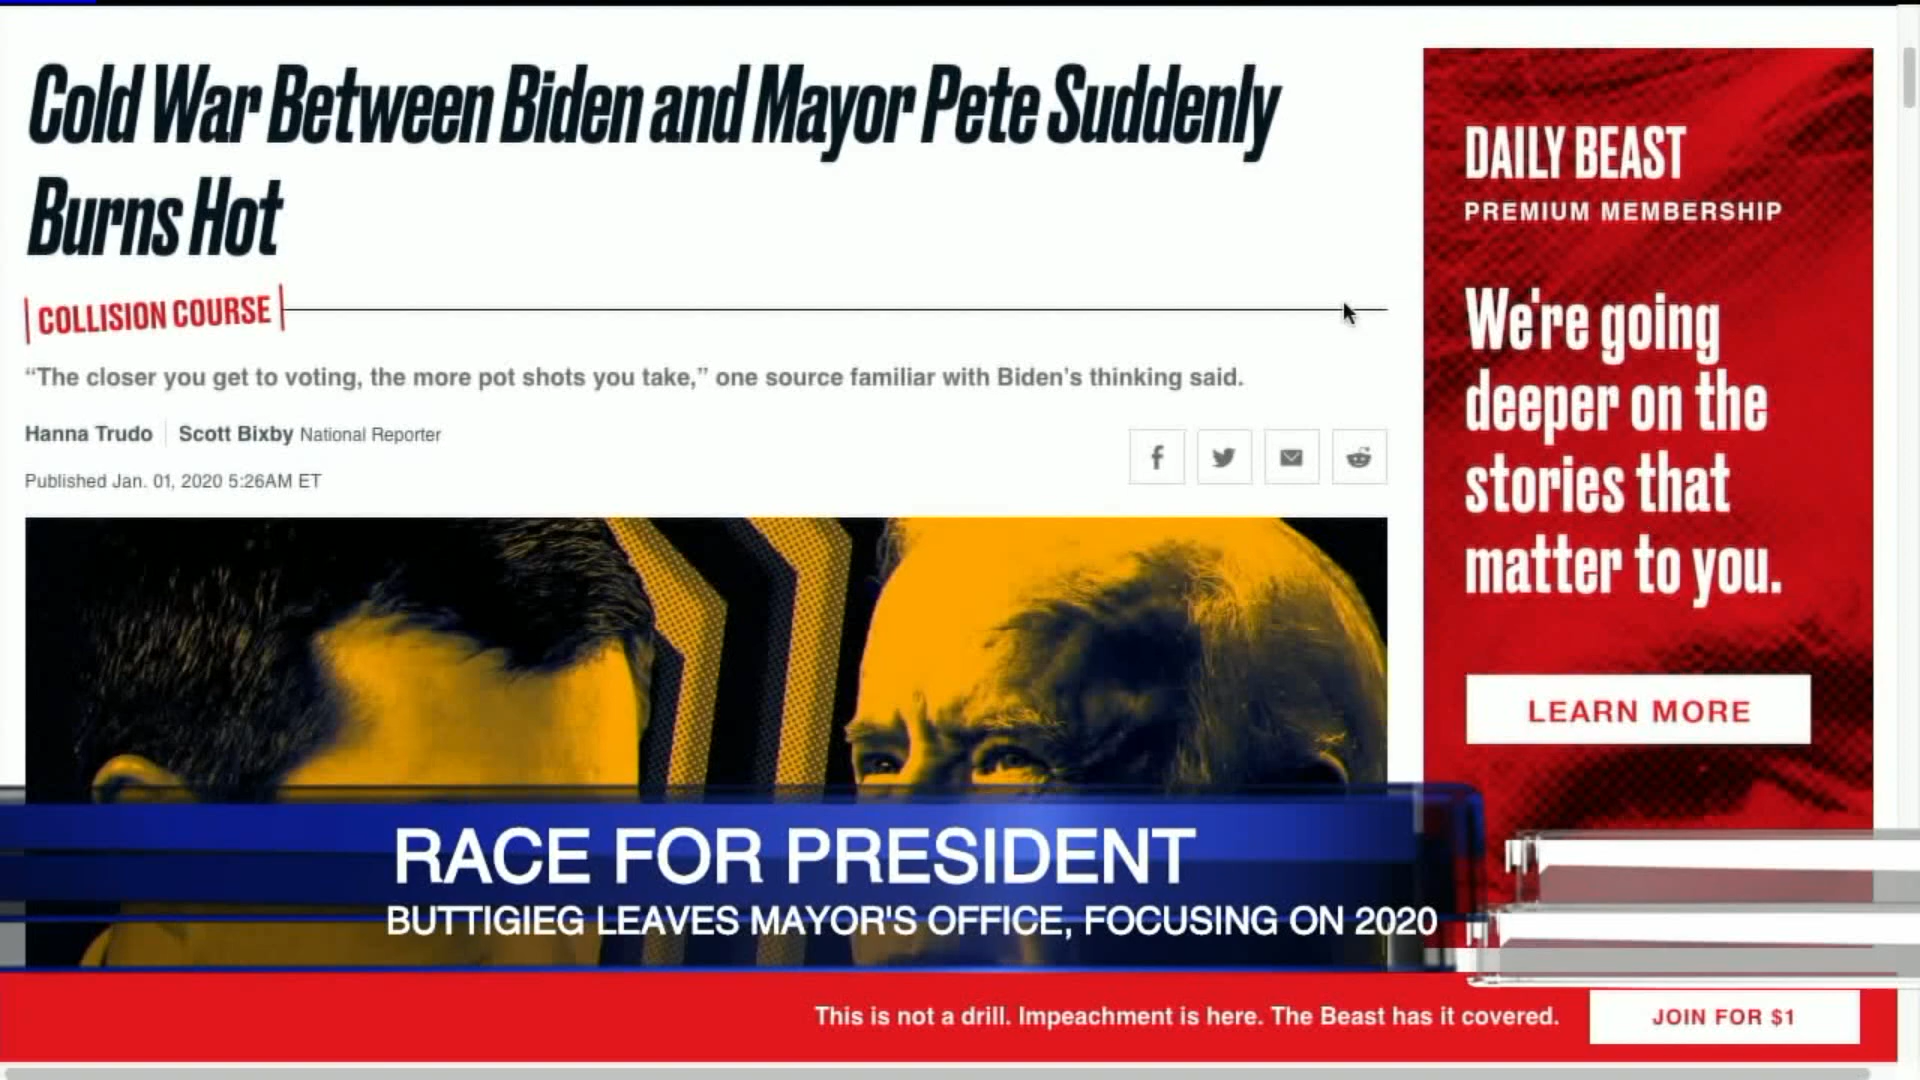 Cold War Between Biden and Mayor Pete Suddenly
Burns Hot
COLLISION COURSE
“The closer you get to voting, the more pot shots you take,” one source familiar with Biden’s thinking said.
Hanna Trudo Scott Bixby National Reporter
Published Jan. 01, 2020 5:26AM ET
DAILY BEAST
PREMIUM MEMBERSHIP
We're going
deeper on the
stories that
matter to you.
LEARN MORE
RACE FOR PRESIDENT
BUTTIGIEG LEAVES MAYOR'S OFFICE, FOCUSING ON 2020
This is not a drill. Impeachment is here. The Beast has it covered.
JOIN FOR $1